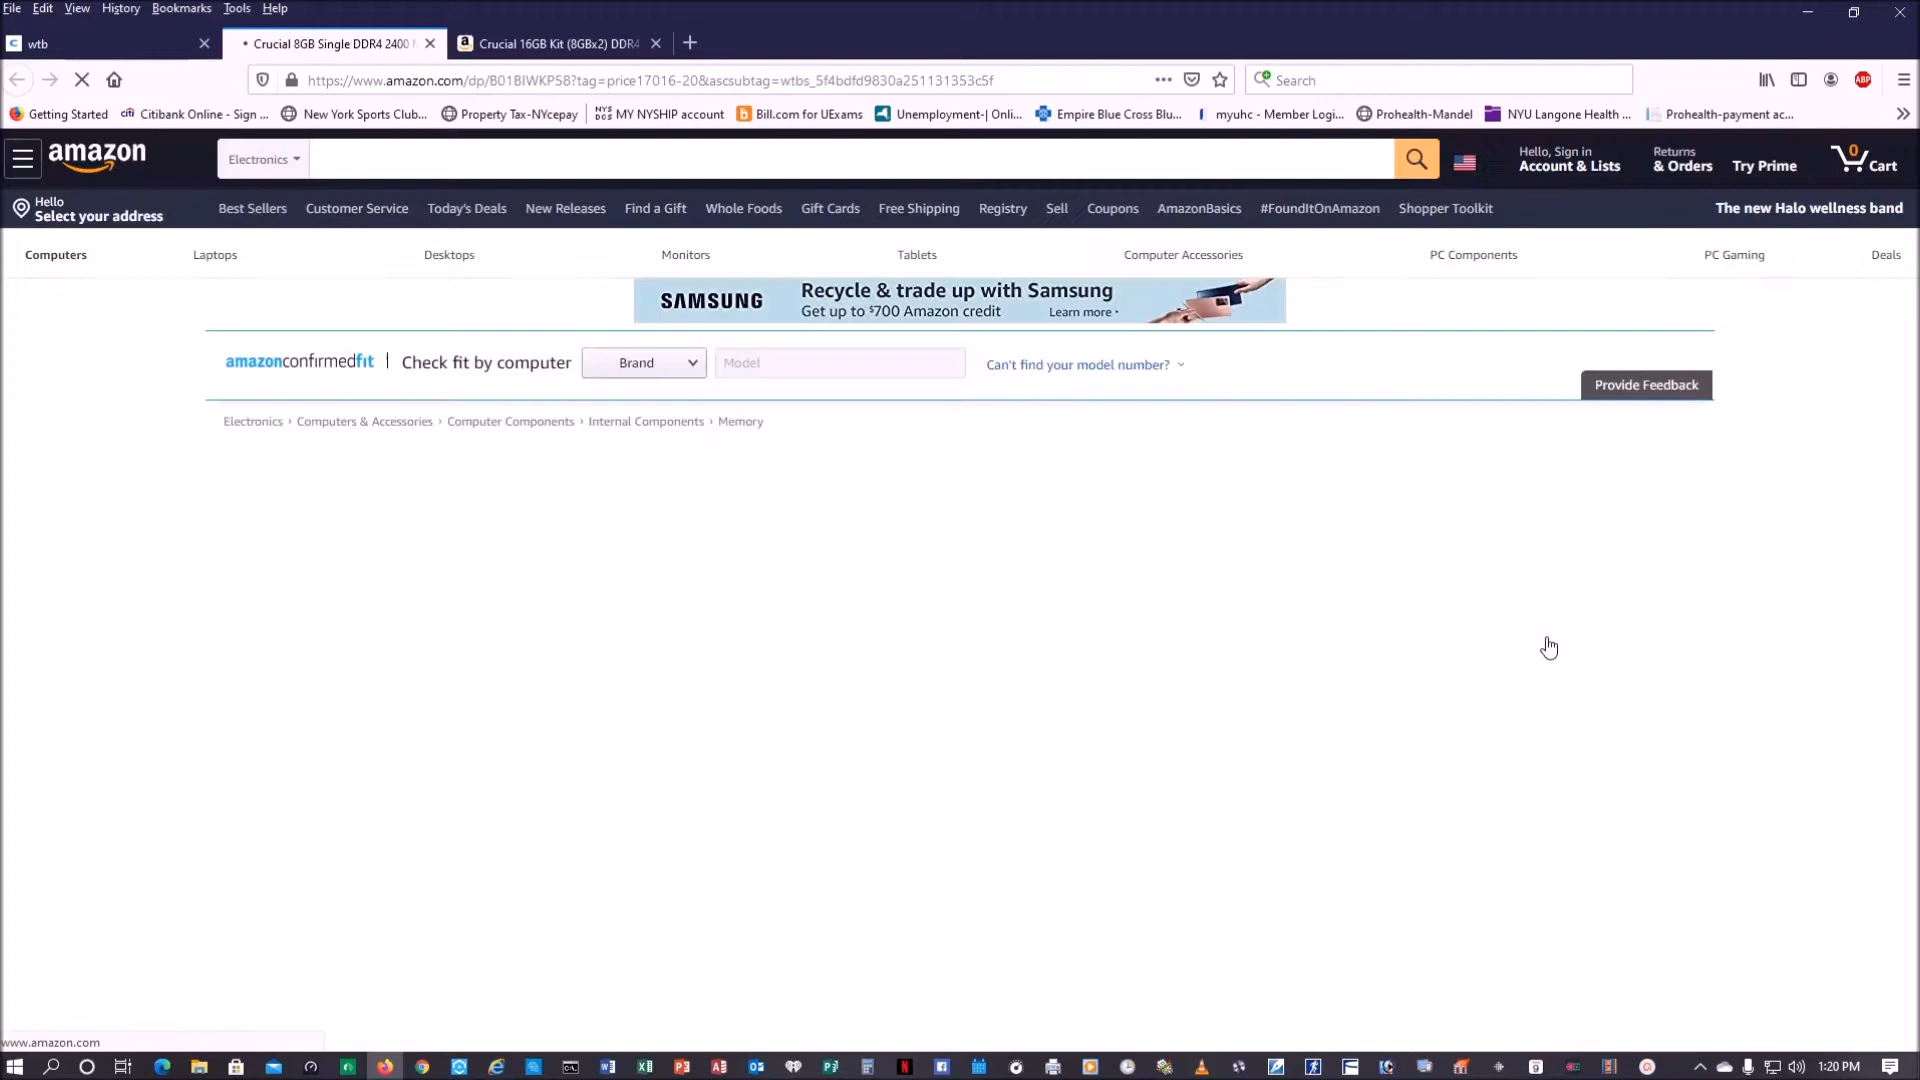 File Edit View History Bookmarks Tools Help
wtb
Crucial 8GB Single DDR4 2400
Crucial 16GB Kit (8GBx2) DDR4
https://www.amazon.com/dp/B01BIWKP58?tag=price17016-20&ascsubtag=wtbs_5f4bdfd9830a251131353c5f
Search
ABP
Getting Started
citi Citibank Online - Sign ...
New York Sports Club...
Property Tax-NYcepay
MY NYSHIP account
Bill.com for UExams
Unemployment-| Onli...
Empire Blue Cross Blu...
myuhc - Member Logi...
Prohealth-Mandel
NYU Langone Health ...
Prohealth-payment ac...
amazon
Electronics
Hello, Sign in
Account & Lists
Returns
& Orders
Try Prime
0
Cart
Hello
Select your address
Best Sellers Customer Service Today's Deals New Releases Find a Gift Whole Foods Gift Cards Free Shipping Registry Sell Coupons AmazonBasics #FoundItOnAmazon Shopper Toolkit
The new Halo wellness band
Computers Laptops Desktops Monitors Tablets Computer Accessories PC Components PC Gaming Deals
SAMSUNG
Recycle & trade up with Samsung
Get up to $700 Amazon credit Learn more
amazonconfirmedfit | Check fit by computer Brand Model Can't find your model number?
Provide Feedback
Electronics › Computers & Accessories › Computer Components › Internal Components › Memory
www.amazon.com
1:20 PM